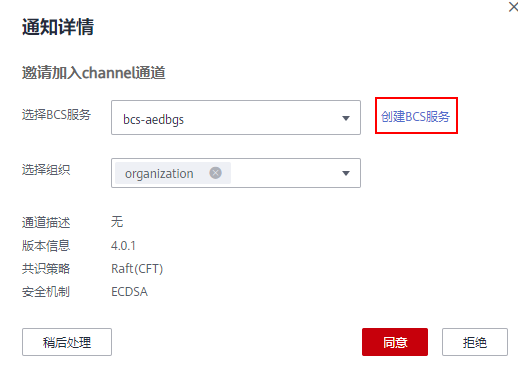 通知详情
邀请加入channel通道
选择BCS服务 bcs-aedbgs 创建BCS服务
选择组织 organization
通道描述 无
版本信息 4.0.1
共识策略 Raft(CFT)
安全机制 ECDSA
稍后处理 同意 拒绝